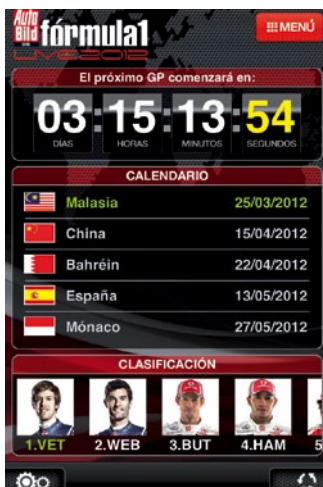 Auto
Bild fórmula1
LIVE2012
MENÚ
El próximo GP comenzará en:
03:15:13:54
DÍAS HORAS MINUTOS SEGUNDOS
CALENDARIO
Malasia 25/03/2012
China 15/04/2012
Bahréin 22/04/2012
España 13/05/2012
Mónaco 27/05/2012
CLASIFICACIÓN
1.VET 2.WEB 3.BUT 4.HAM 5